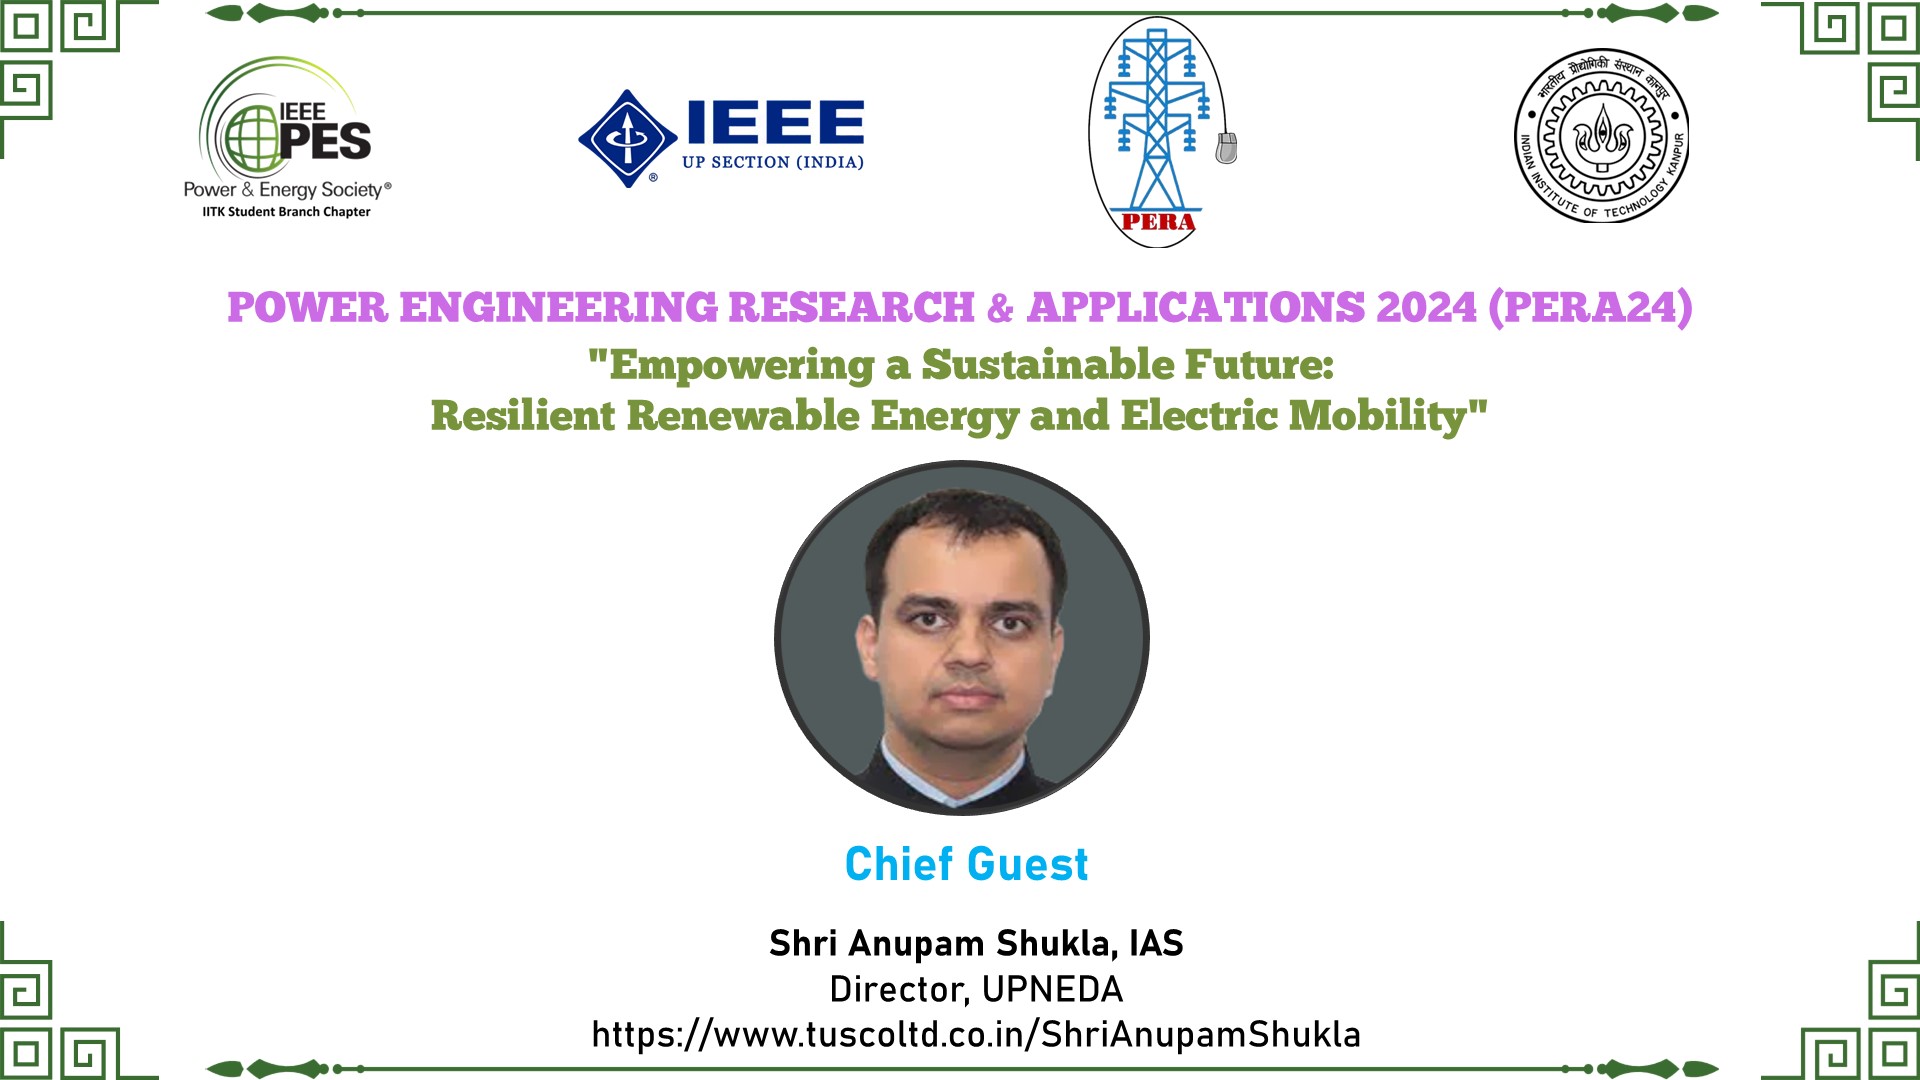 IEEE
PES
Power & Energy Society®
IITK Student Branch Chapter
IEEE
UP SECTION (INDIA)
®
PERA
भारतीय प्रौद्योगिकी संस्थान कानपुर
INDIAN INSTITUTE OF TECHNOLOGY KANPUR
POWER ENGINEERING RESEARCH & APPLICATIONS 2024 (PERA24)
"Empowering a Sustainable Future:
Resilient Renewable Energy and Electric Mobility"
Chief Guest
Shri Anupam Shukla, IAS
Director, UPNEDA
https://www.tuscoltd.co.in/ShriAnupamShukla